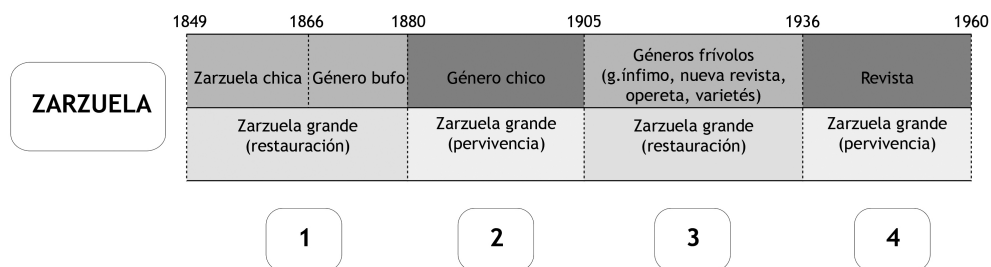 1849 1866 1880 1905 1936 1960
ZARZUELA
Zarzuela chica
Género bufo
Género chico
Géneros frívolos
(g.ínfimo, nueva revista,
opereta, varietés)
Revista
Zarzuela grande
(restauración)
Zarzuela grande
(pervivencia)
Zarzuela grande
(restauración)
Zarzuela grande
(pervivencia)
1 2 3 4